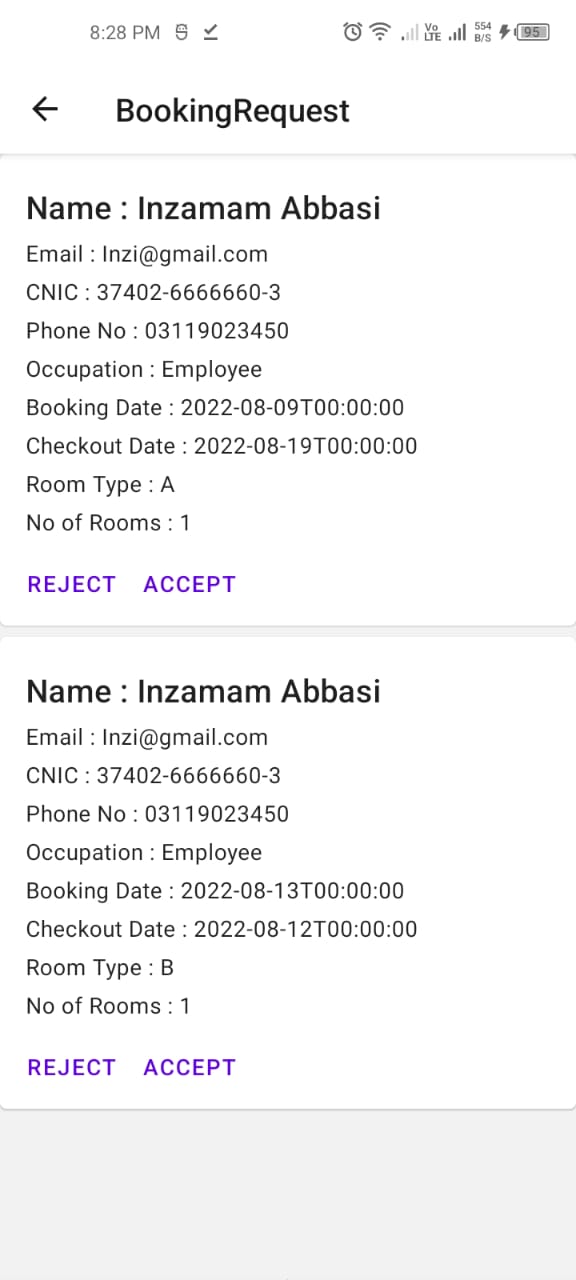 8:28 PM Vo LTE 554 B/S 95
BookingRequest
Name : Inzamam Abbasi
Email : Inzi@gmail.com
CNIC : 37402-6666660-3
Phone No : 03119023450
Occupation : Employee
Booking Date : 2022-08-09T00:00:00
Checkout Date : 2022-08-19T00:00:00
Room Type : A
No of Rooms : 1
REJECT ACCEPT
Name : Inzamam Abbasi
Email : Inzi@gmail.com
CNIC : 37402-6666660-3
Phone No : 03119023450
Occupation : Employee
Booking Date : 2022-08-13T00:00:00
Checkout Date : 2022-08-12T00:00:00
Room Type : B
No of Rooms : 1
REJECT ACCEPT